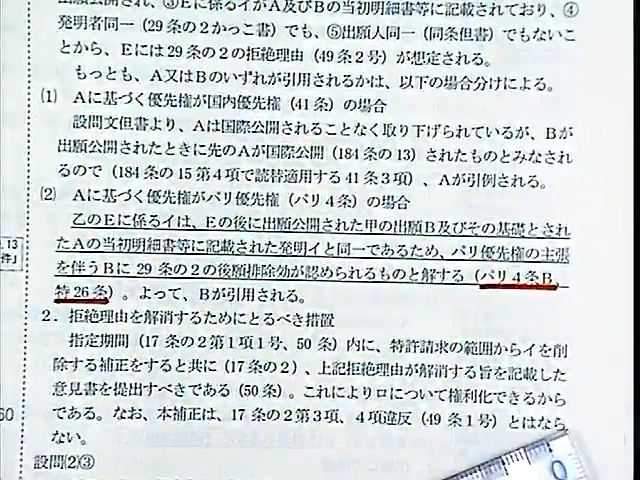 出願公開され、③Eに係るイがA及びBの当初明細書等に記載されており、④
発明者同一(29条の2かっこ書)でも、⑤出願人同一(同条但書)でもないこ
とから、Eには29条の2の拒絶理由(49条2号)が想定される。
もっとも、A又はBのいずれが引用されるかは、以下の場合分けによる。
(1) Aに基づく優先権が国内優先権(41条)の場合
設問文但書より、Aは国際公開されることなく取り下げられているが、Bが
出願公開されたときに先のAが国際公開(184条の13)されたものとみなされ
るので(184条の15第4項で読替適用する41条3項)、Aが引例される。
(2) Aに基づく優先権がパリ優先権(パリ4条)の場合
乙のEに係るイは、Eの後に出願公開された甲の出願B及びその基礎とされ
たAの当初明細書等に記載された発明イと同一であるため、パリ優先権の主張
を伴うBに29条の2の後願排除効が認められるものと解する(パリ4条B、
特26条)。よって、Bが引用される。
2.拒絶理由を解消するためにとるべき措置
指定期間(17条の2第1項1号、50条)内に、特許請求の範囲からイを削
除する補正をすると共に(17条の2)、上記拒絶理由が解消する旨を記載した
意見書を提出すべきである(50条)。これによりロについて権利化できるから
である。なお、本補正は、17条の2第3項、4項違反(49条1号)とはなら
ない。
設問(2)③
.13
件」
60
0